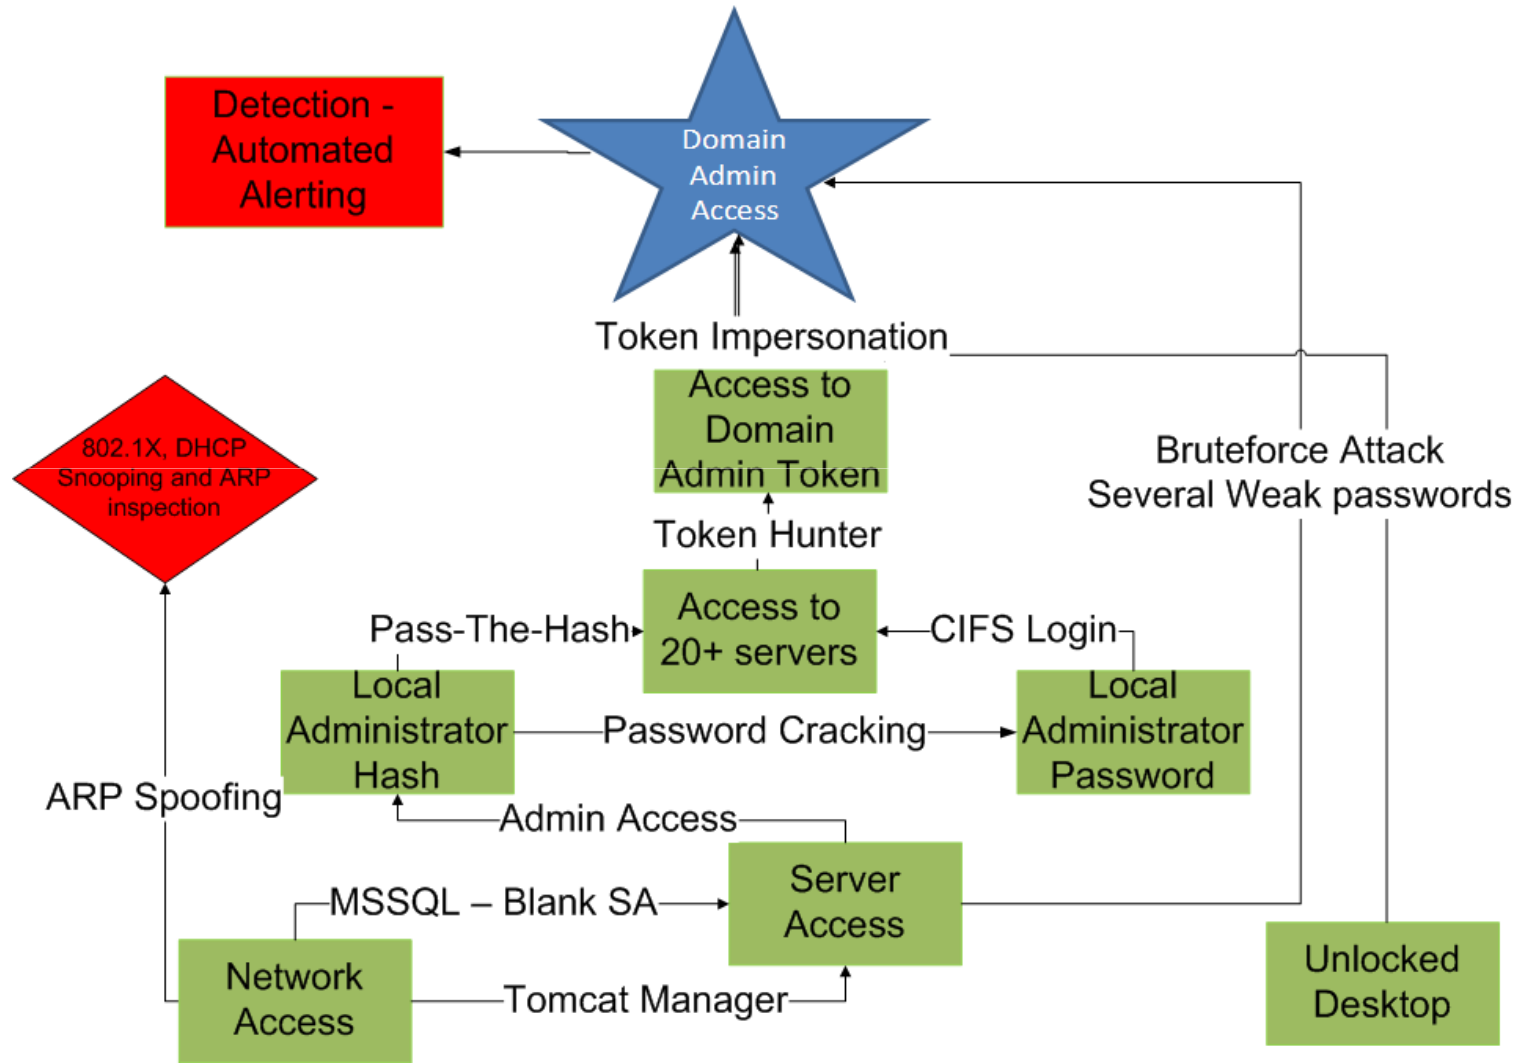 Detection -
Automated
Alerting
Domain
Admin
Access
Token Impersonation
Access to
Domain
Admin Token
802.1X, DHCP
Snooping and ARP
inspection
Bruteforce Attack
Several Weak passwords
Token Hunter
Pass-The-Hash
Access to
20+ servers
CIFS Login
Local
Administrator
Hash
Password Cracking
Local
Administrator
Password
ARP Spoofing
Admin Access
MSSQL – Blank SA
Server
Access
Network
Access
Tomcat Manager
Unlocked
Desktop